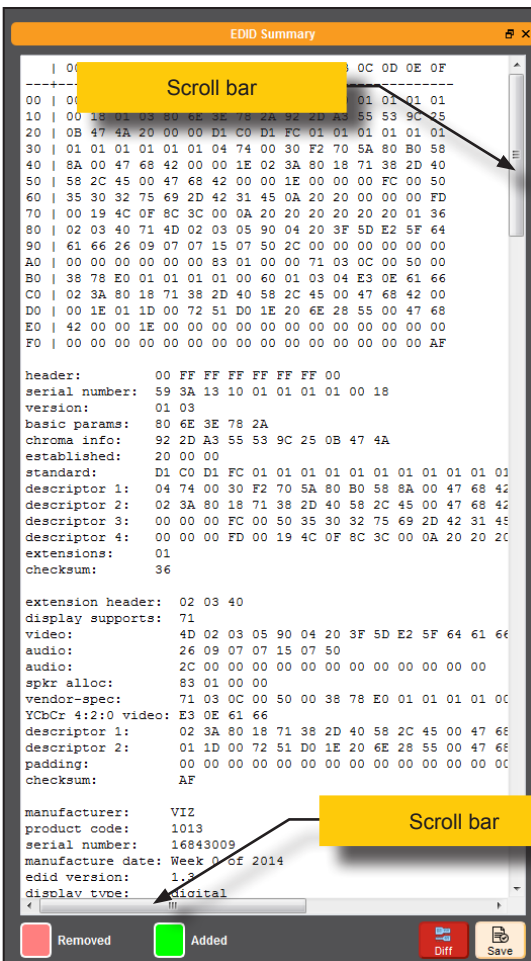 EDID Summary
| 00 0C 0D 0E 0F
Scroll bar
00 | 00 01 01 01 01
10 | 00 18 01 03 80 6E 3E 78 2A 92 2D A3 55 53 9C 25
20 | 0B 47 4A 20 00 00 D1 C0 D1 FC 01 01 01 01 01 01
30 | 01 01 01 01 01 01 04 74 00 30 F2 70 5A 80 B0 58
40 | 8A 00 47 68 42 00 00 1E 02 3A 80 18 71 38 2D 40
50 | 58 2C 45 00 47 68 42 00 00 1E 00 00 00 FC 00 50
60 | 35 30 32 75 69 2D 42 31 45 0A 20 20 00 00 00 FD
70 | 00 19 4C 0F 8C 3C 00 0A 20 20 20 20 20 20 01 36
80 | 02 03 40 71 4D 02 03 05 90 04 20 3F 5D E2 5F 64
90 | 61 66 26 09 07 07 15 07 50 2C 00 00 00 00 00 00
A0 | 00 00 00 00 00 00 83 01 00 00 71 03 0C 00 50 00
B0 | 38 78 E0 01 01 01 01 00 60 01 03 04 E3 0E 61 66
C0 | 02 3A 80 18 71 38 2D 40 58 2C 45 00 47 68 42 00
D0 | 00 1E 01 1D 00 72 51 D0 1E 20 6E 28 55 00 47 68
E0 | 42 00 00 1E 00 00 00 00 00 00 00 00 00 00 00 00
F0 | 00 00 00 00 00 00 00 00 00 00 00 00 00 00 00 AF
header: 00 FF FF FF FF FF FF 00
serial number: 59 3A 13 10 01 01 01 01 00 18
version: 01 03
basic params: 80 6E 3E 78 2A
chroma info: 92 2D A3 55 53 9C 25 0B 47 4A
established: 20 00 00
standard: D1 C0 D1 FC 01 01 01 01 01 01 01 01 01 01 01
descriptor 1: 04 74 00 30 F2 70 5A 80 B0 58 8A 00 47 68 42
descriptor 2: 02 3A 80 18 71 38 2D 40 58 2C 45 00 47 68 42
descriptor 3: 00 00 00 FC 00 50 35 30 32 75 69 2D 42 31 45
descriptor 4: 00 00 00 FD 00 19 4C 0F 8C 3C 00 0A 20 20 20
extensions: 01
checksum: 36
extension header: 02 03 40
display supports: 71
video: 4D 02 03 05 90 04 20 3F 5D E2 5F 64 61 66
audio: 26 09 07 07 15 07 50
audio: 2C 00 00 00 00 00 00 00 00 00 00 00 00
spkr alloc: 83 01 00 00
vendor-spec: 71 03 0C 00 50 00 38 78 E0 01 01 01 01 00
YCbCr 4:2:0 video: E3 0E 61 66
descriptor 1: 02 3A 80 18 71 38 2D 40 58 2C 45 00 47 68
descriptor 2: 01 1D 00 72 51 D0 1E 20 6E 28 55 00 47 68
padding: 00 00 00 00 00 00 00 00 00 00 00 00 00 00
checksum: AF
manufacturer: VIZ
product code: 1013
Scroll bar
serial number: 16843009
manufacture date: Week 0 of 2014
edid version: 1.3
display type: digital
Removed
Added
Diff
Save